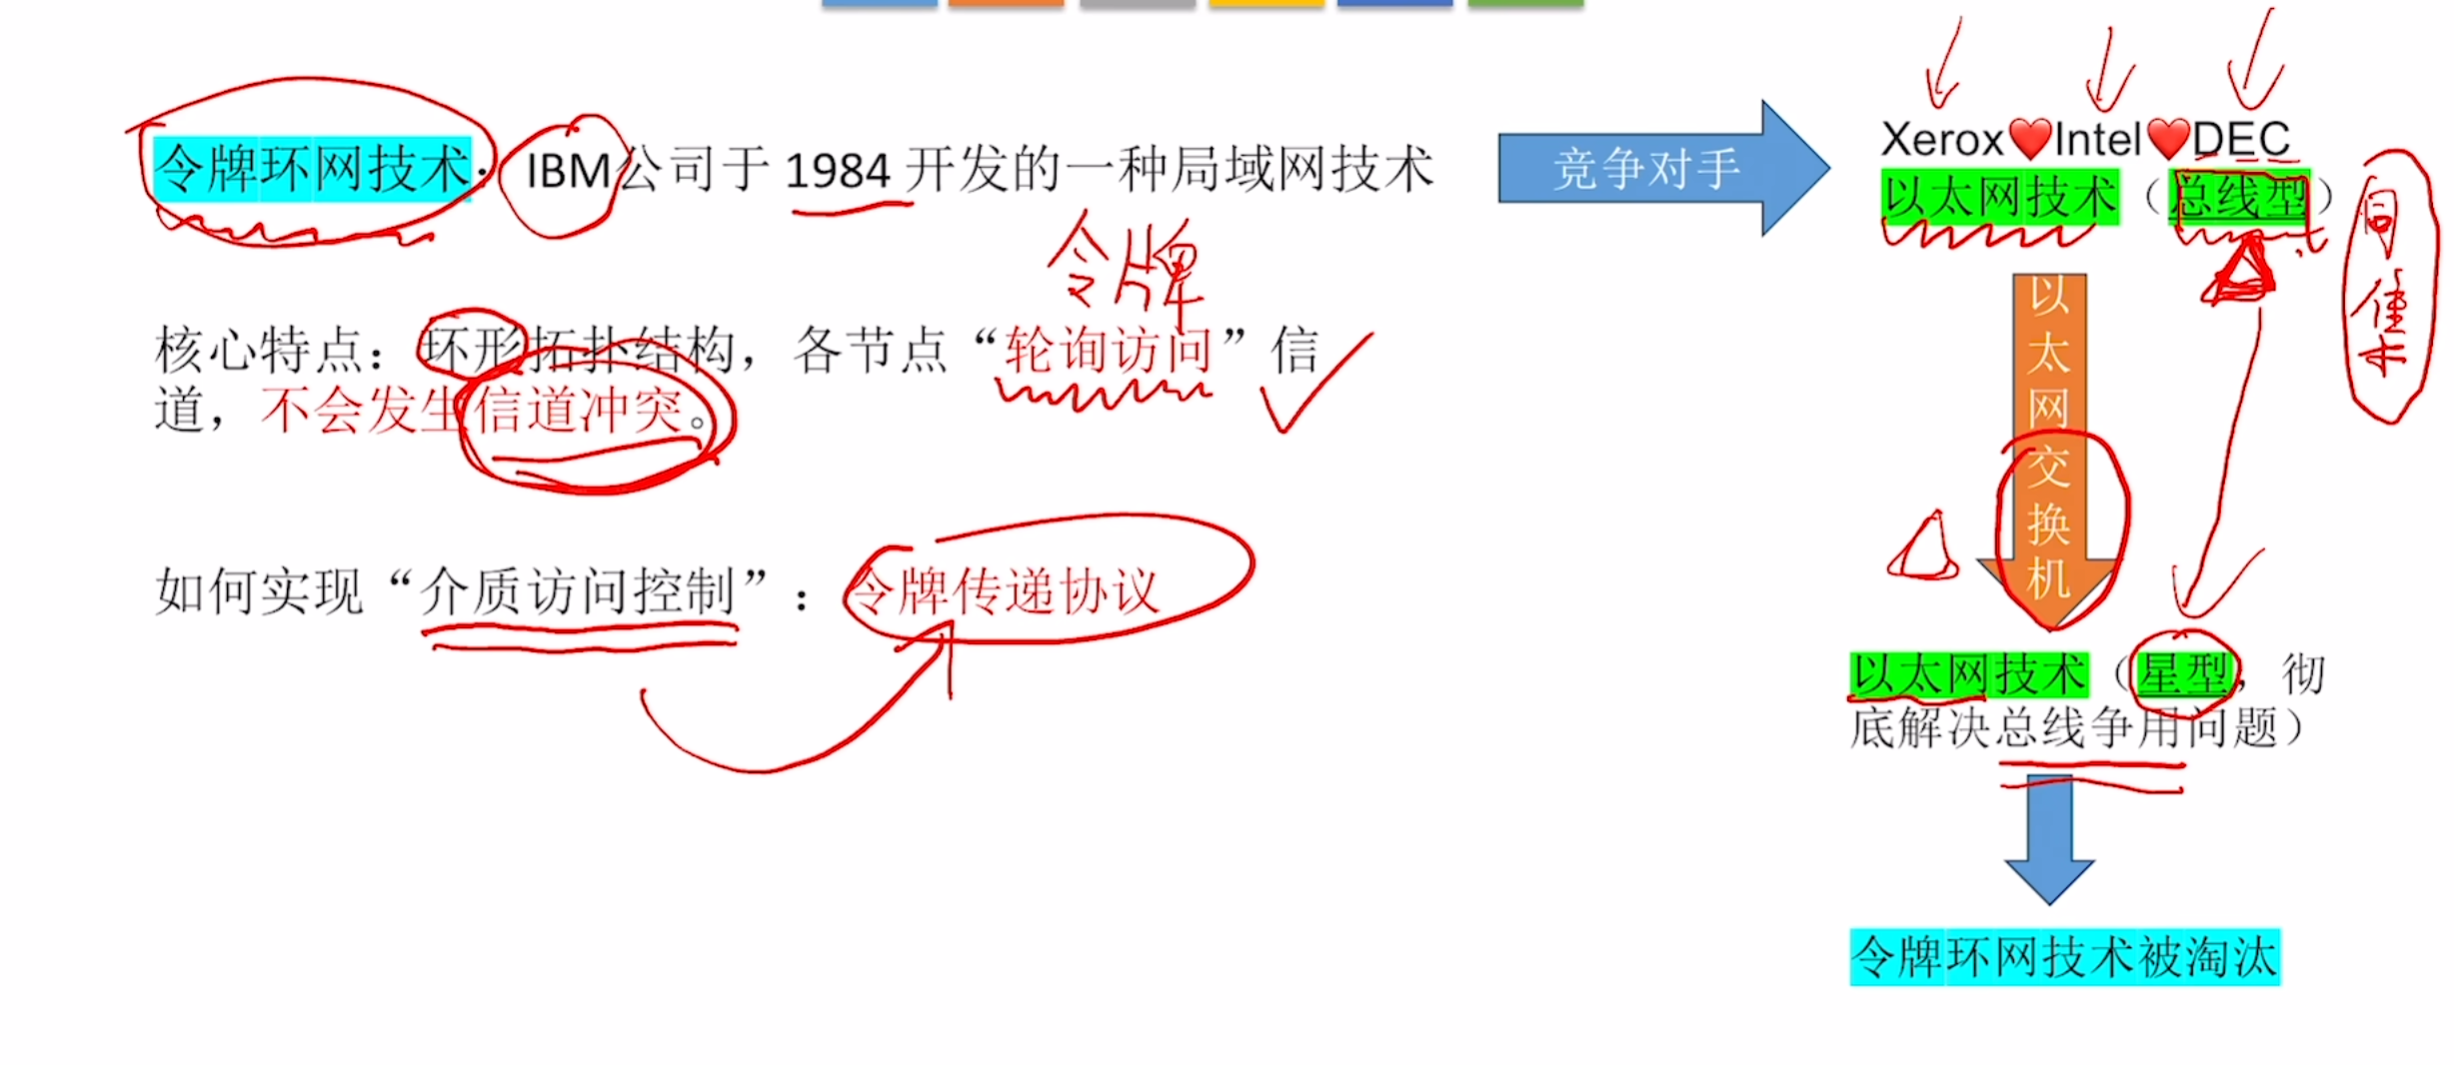 令牌环网技术：IBM公司于 1984 开发的一种局域网技术
令牌
核心特点：环形拓扑结构，各节点“轮询访问”信
道，不会发生信道冲突。
如何实现“介质访问控制”：令牌传递协议
竞争对手
Xerox❤️Intel❤️DEC
以太网技术（总线型）
以太网交换机
以太网技术（星型，彻
底解决总线争用问题）
令牌环网技术被淘汰